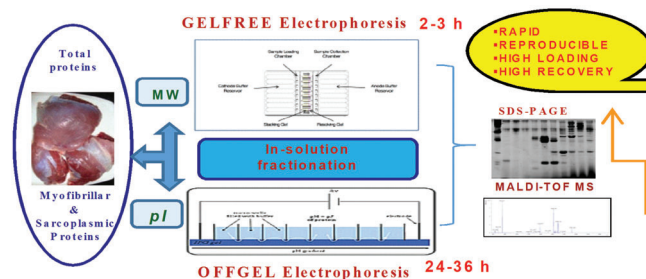 GELFREE Electrophoresis 2-3 h
▪RAPID
▪REPRODUCIBLE
▪HIGH LOADING
▪HIGH RECOVERY
Total
proteins
Sample Loading
Chamber
Sample Collection
Chamber
Cathode Buffer
Reservoir
Anode Buffer
Reservoir
Stacking Gel
Resolving Gel
MW
In-solution
fractionation
SDS-PAGE
MALDI-TOF MS
Myofibrillar
&
Sarcoplasmic
Proteins
pI
OFFGEL Electrophoresis 24-36 h